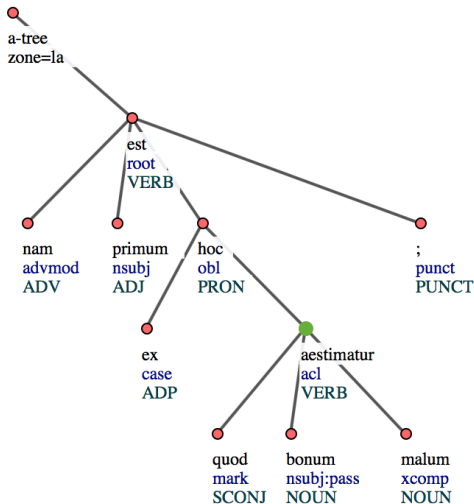 a-tree
zone=la
est
root
VERB
nam
advmod
ADV
primum
nsubj
ADJ
hoc
obl
PRON
;
punct
PUNCT
ex
case
ADP
aestimatur
acl
VERB
quod
mark
SCONJ
bonum
nsubj:pass
NOUN
malum
xcomp
NOUN